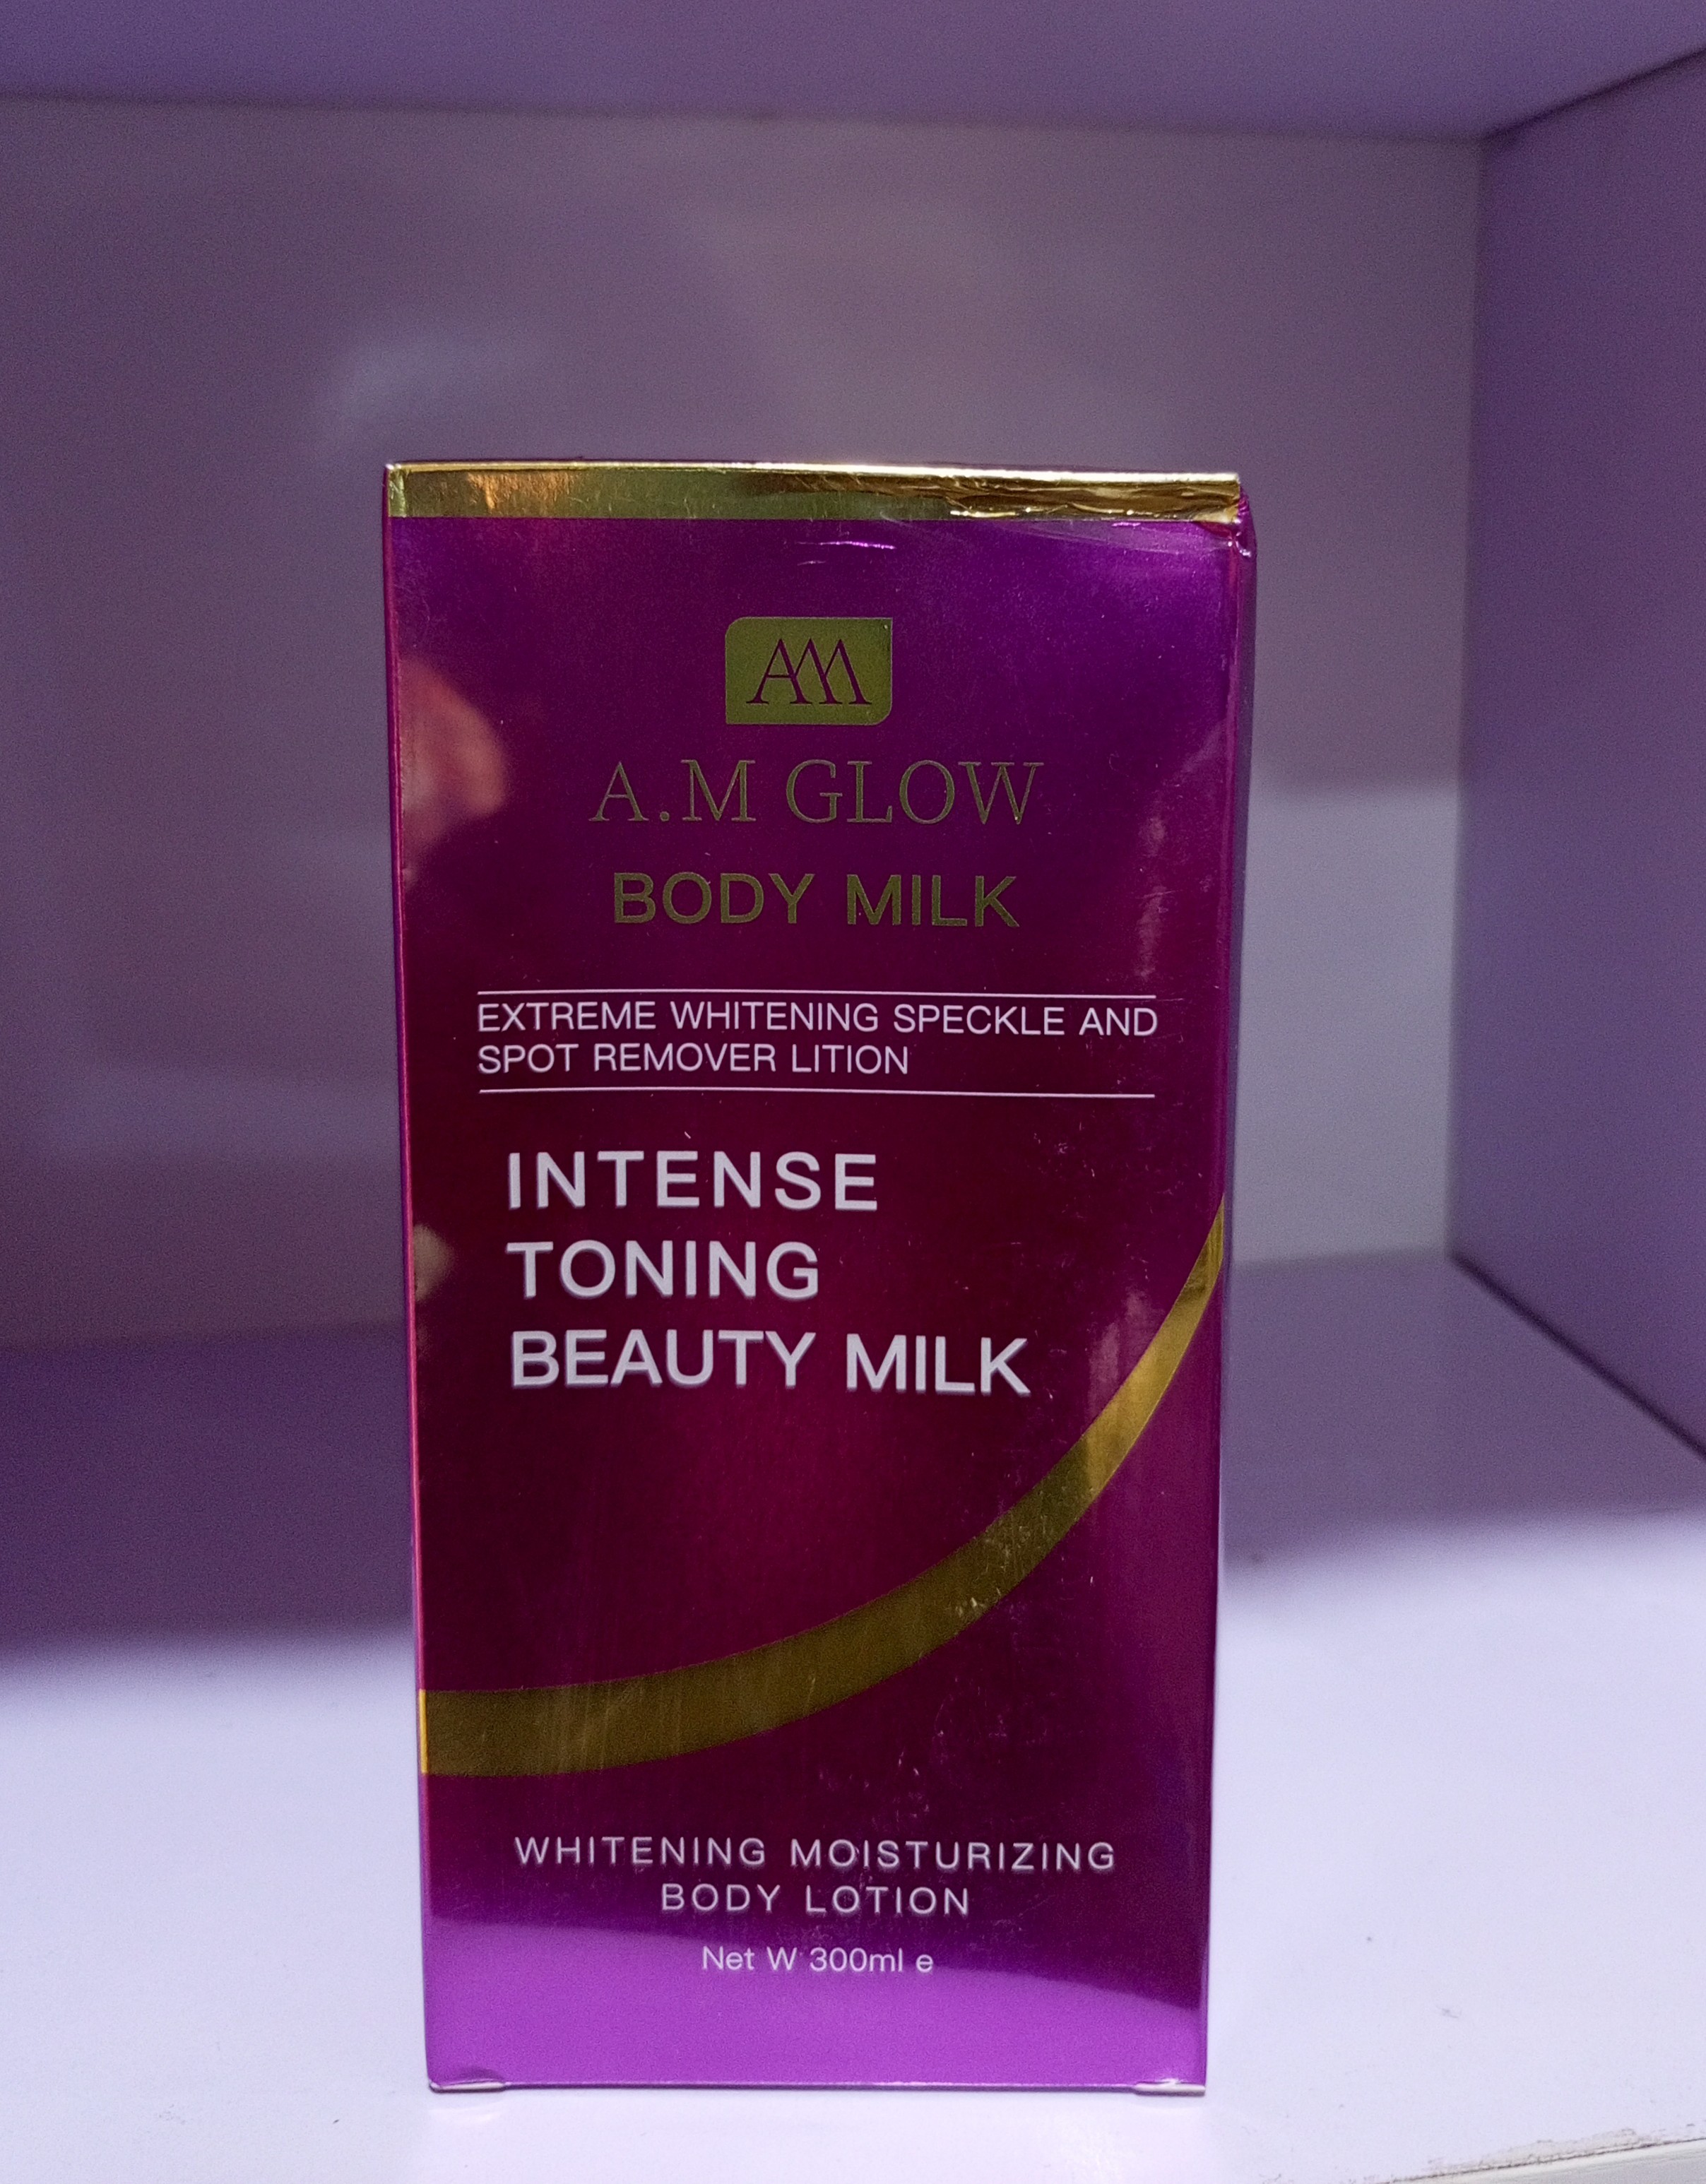 AM
A.M GLOW
BODY MILK
EXTREME WHITENING SPECKLE AND
SPOT REMOVER LITION
INTENSE
TONING
BEAUTY MILK
WHITENING MOISTURIZING
BODY LOTION
Net W 300ml e